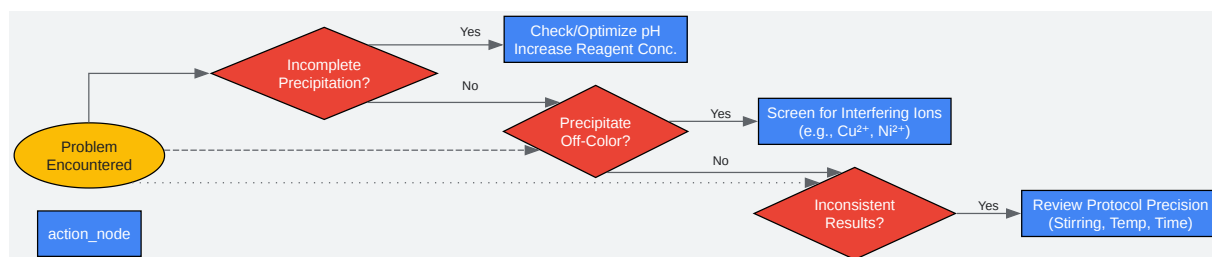 Yes
Check/Optimize pH
Increase Reagent Conc.
Incomplete
Precipitation?
No
Precipitate
Off-Color?
Yes
Screen for Interfering Ions
(e.g., Cu²⁺, Ni²⁺)
Problem
Encountered
No
Inconsistent
Results?
Yes
Review Protocol Precision
(Stirring, Temp, Time)
action_node